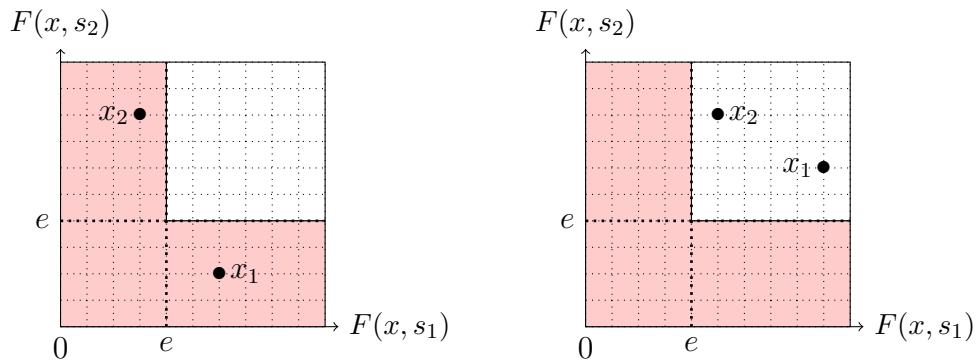 F(x, s₂)
x₂
e
x₁
0
e
F(x, s₁)
F(x, s₂)
x₂
x₁
e
0
e
F(x, s₁)